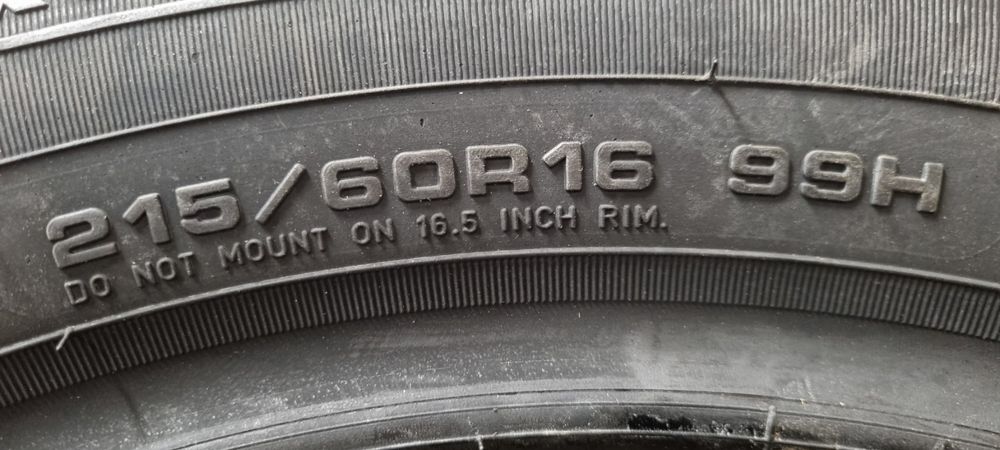 215/60R16 99H
DO NOT MOUNT ON 16.5 INCH RIM.